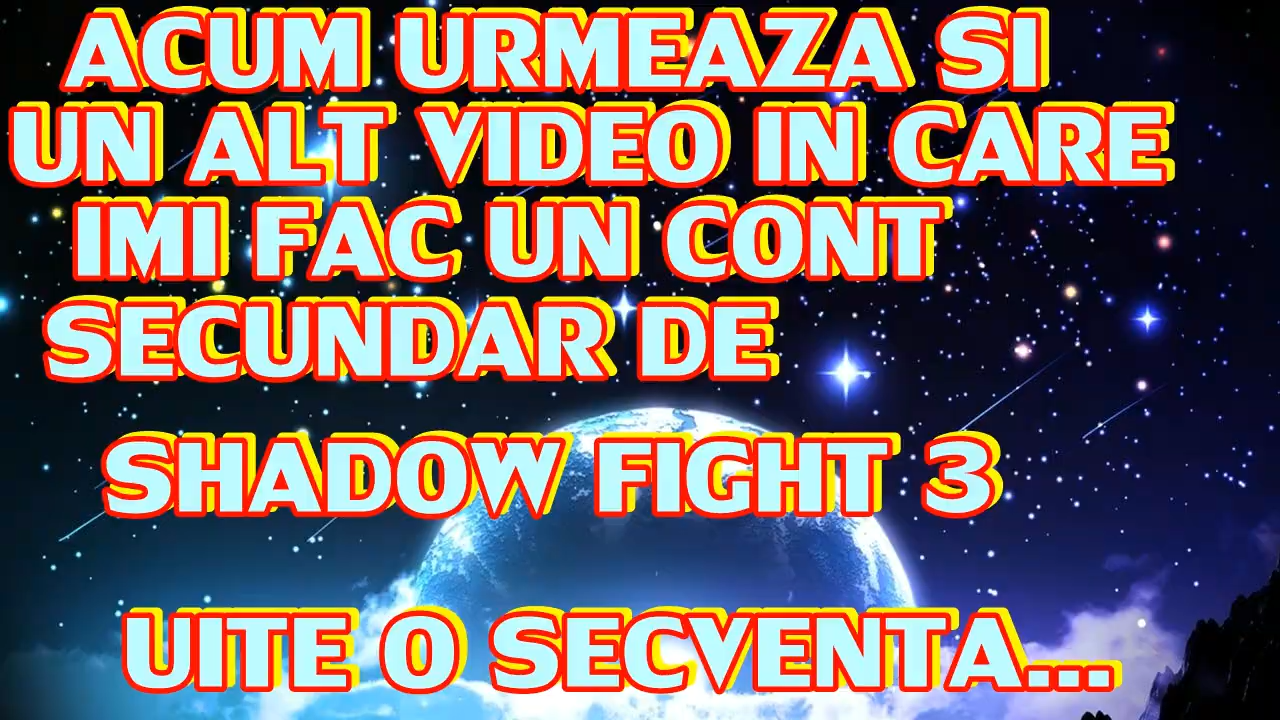 ACUM URMEAZA SI
UN ALT VIDEO IN CARE
IMI FAC UN CONT
SECUNDAR DE
SHADOW FIGHT 3
UITE O SECVENTA...